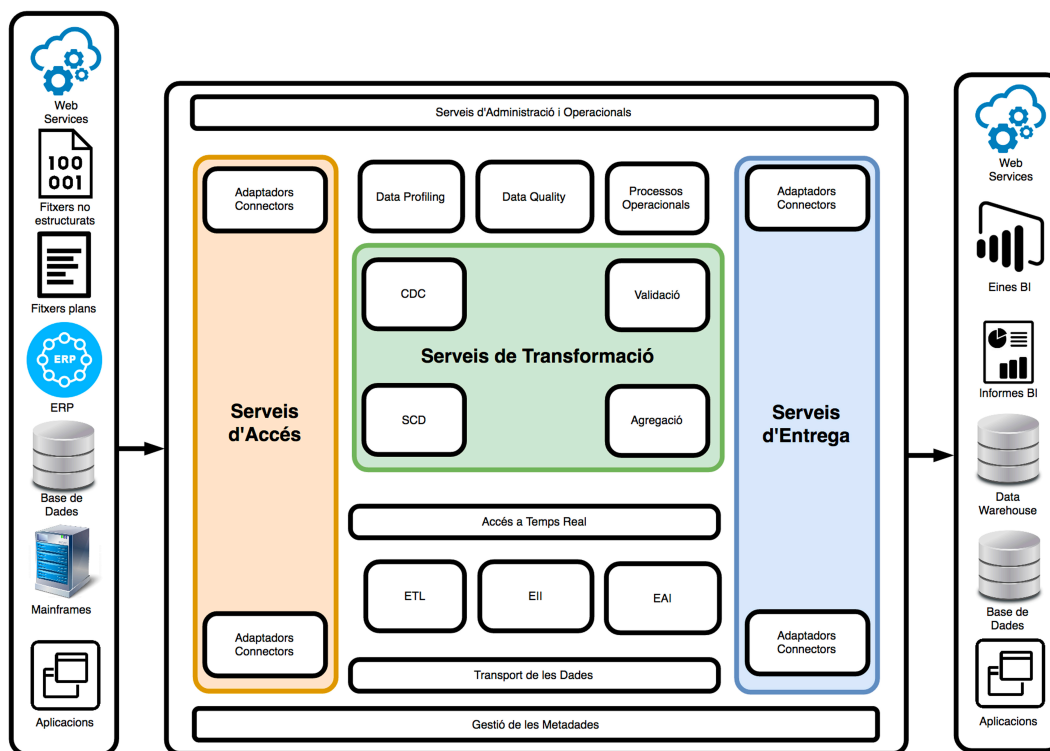 Web
Services
100
001
Fitxers no
estructurats
Fitxers plans
ERP
ERP
Base de
Dades
Mainframes
Aplicacions
Serveis d'Administració i Operacionals
Adaptadors
Connectors
Serveis
d'Accés
Adaptadors
Connectors
Data Profiling
Data Quality
Processos
Operacionals
CDC
Validació
Serveis de Transformació
SCD
Agregació
Accés a Temps Real
ETL
EII
EAI
Transport de les Dades
Adaptadors
Connectors
Serveis
d'Entrega
Adaptadors
Connectors
Gestió de les Metadades
Web
Services
Eines BI
Informes BI
Data
Warehouse
Base de
Dades
Aplicacions